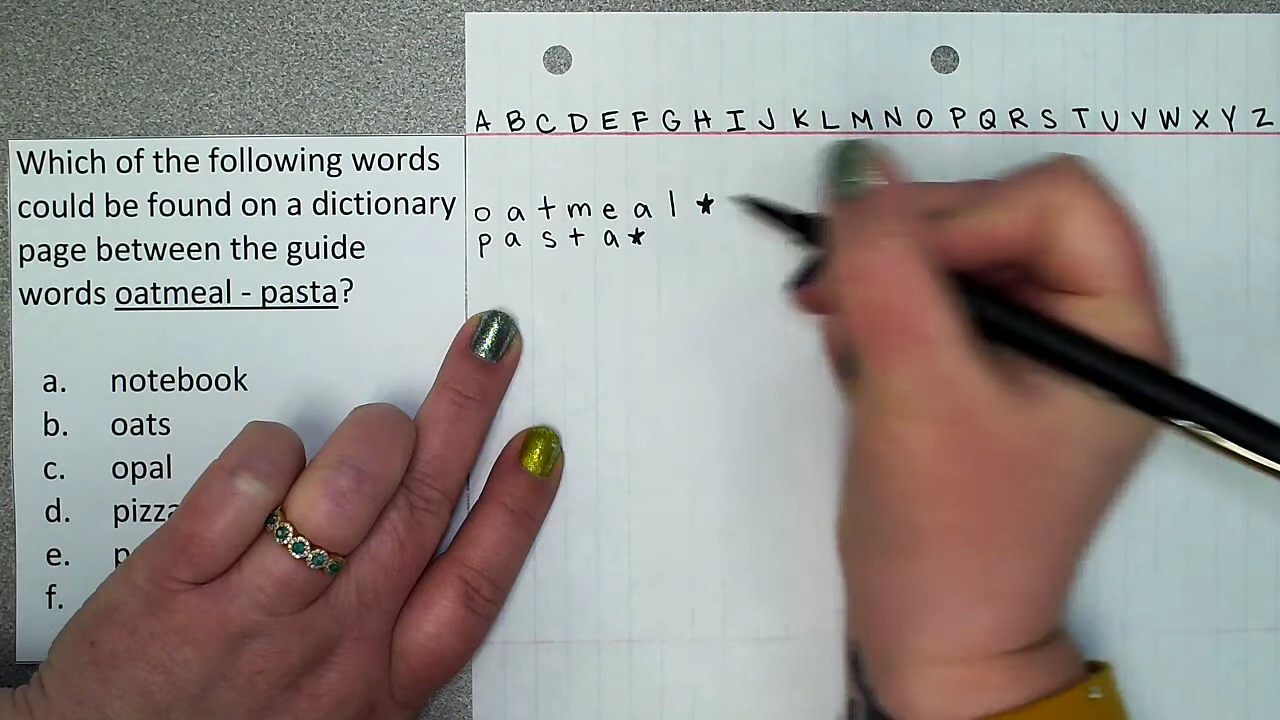 A B C D E F G H I J K L M N O P Q R S T U V W X Y Z
Which of the following words
could be found on a dictionary
page between the guide
words oatmeal - pasta?
a. notebook
b. oats
c. opal
d.
e.
f.
oatmeal ★
pasta ★